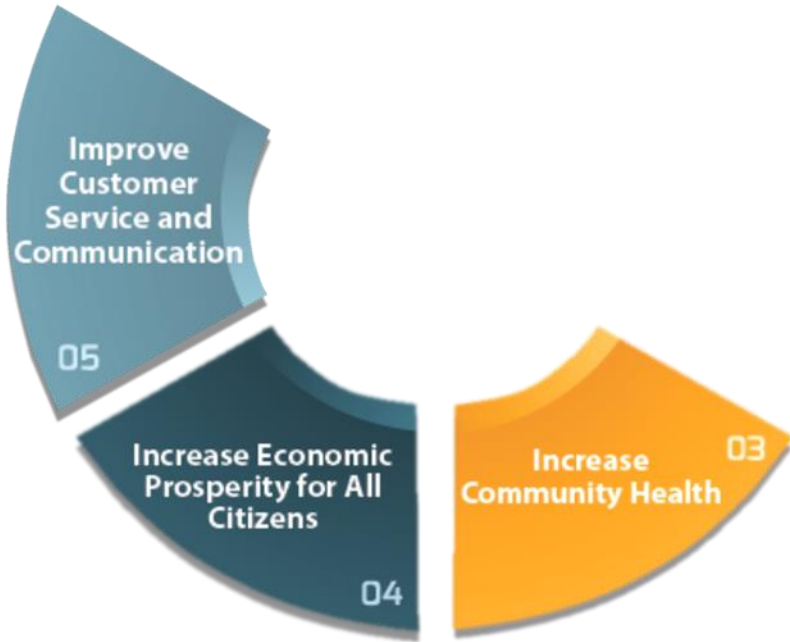 Improve
Customer
Service and
Communication
05
Increase Economic
Prosperity for All
Citizens
04
Increase
Community Health
03